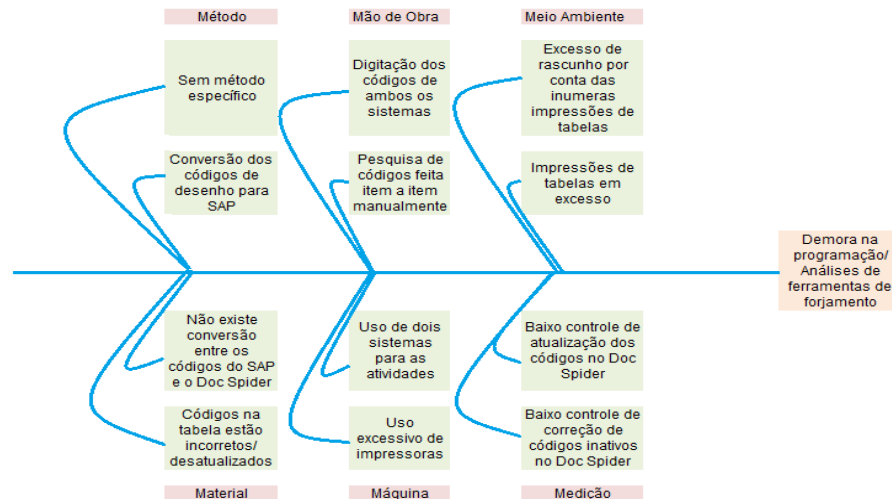 Método
Mão de Obra
Meio Ambiente
Sem método
específico
Digitação dos
códigos de
ambos os
sistemas
Excesso de
rascunho por
conta das
inumeras
impressões de
tabelas
Conversão dos
códigos de
desenho para
SAP
Pesquisa de
códigos feita
item a item
manualmente
Impressões de
tabelas em
excesso
Demora na
programação/
Análises de
ferramentas de
forjamento
Não existe
conversão
entre os
códigos do SAP
e o Doc Spider
Uso de dois
sistemas
para as
atividades
Baixo controle de
atualização dos
códigos no Doc
Spider
Códigos na
tabela estão
incorretos/
desatualizados
Uso
excessivo de
impressoras
Baixo controle de
correção de
códigos inativos
no Doc Spider
Material
Máquina
Medição